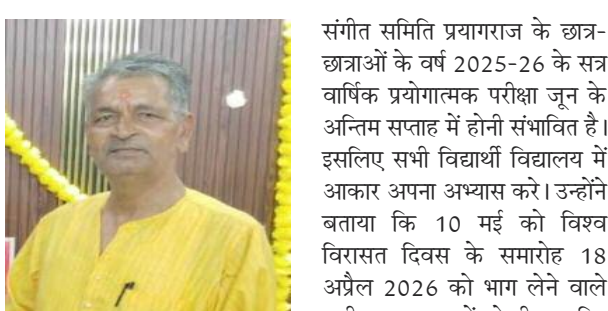 संगीत समिति प्रयागराज के छात्र-
छात्राओं के वर्ष 2025-26 के सत्र
वार्षिक प्रयोगात्मक परीक्षा जून के
अन्तिम सप्ताह में होनी संभावित है।
इसलिए सभी विद्यार्थी विद्यालय में
आकार अपना अभ्यास करे। उन्होंने
बताया कि 10 मई को विश्व
विरासत दिवस के समारोह 18
अप्रैल 2026 को भाग लेने वाले